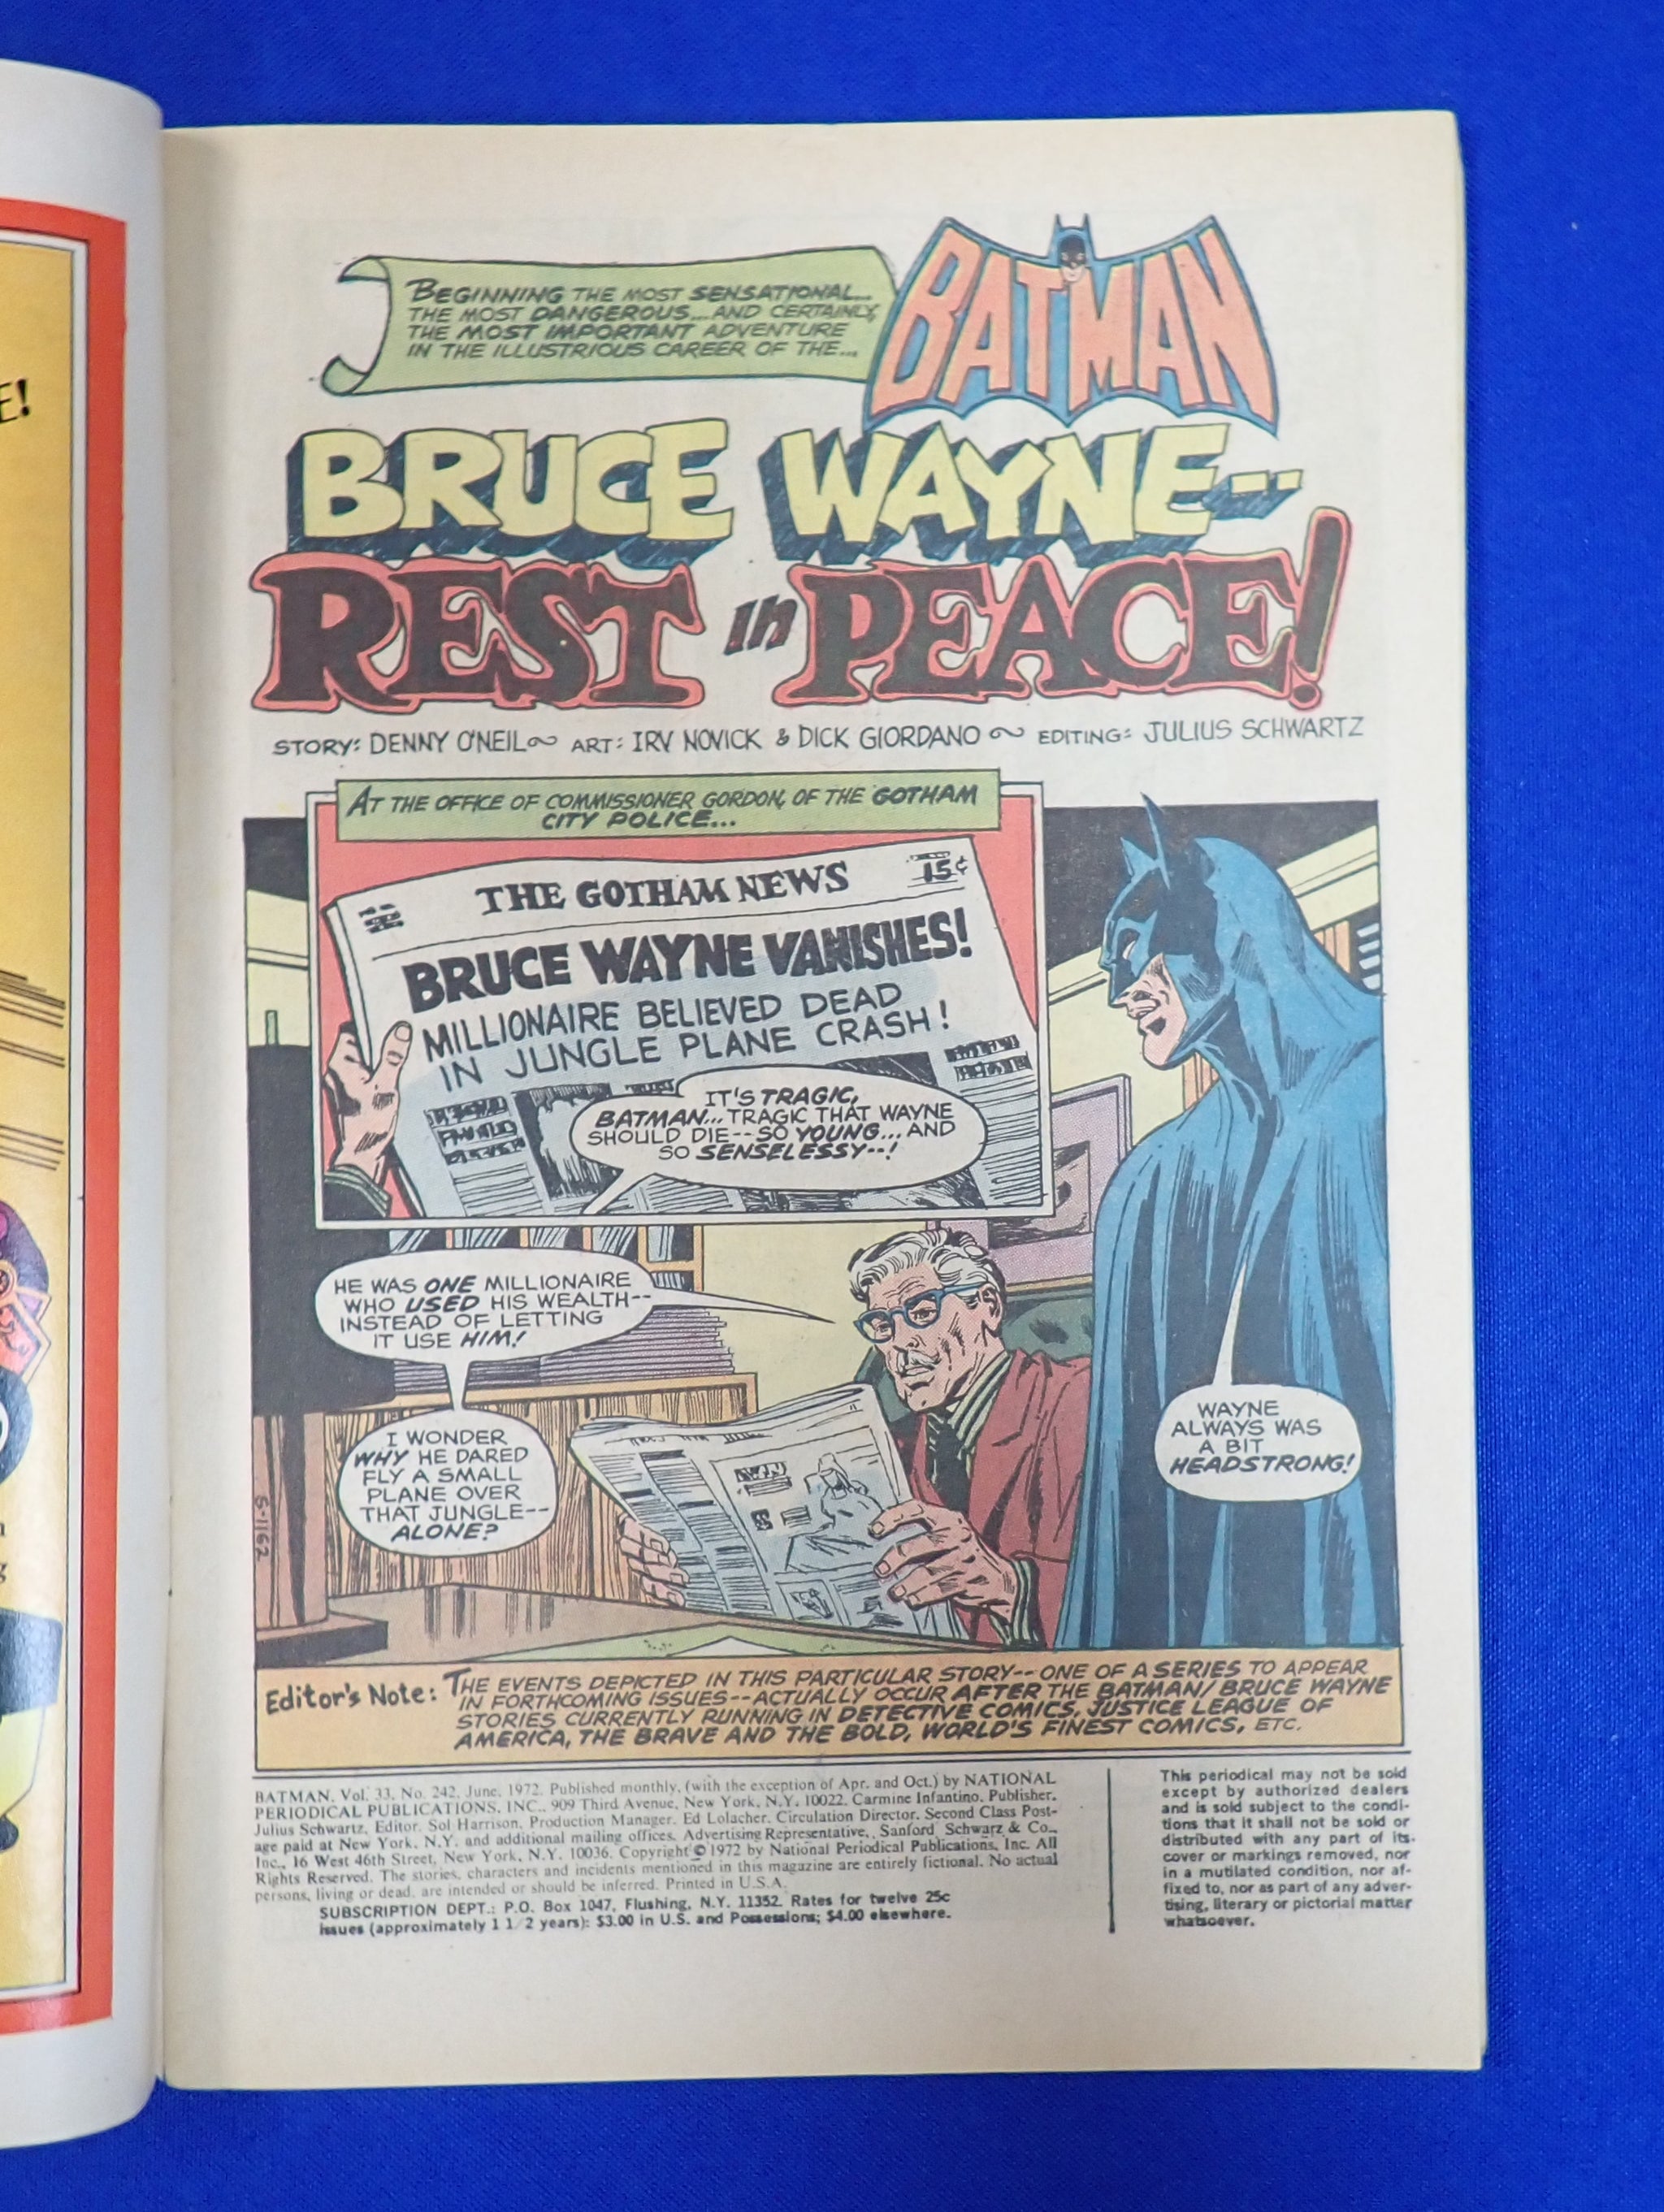 E!
BEGINNING THE MOST SENSATIONAL...
THE MOST DANGEROUS...AND CERTAINLY,
THE MOST IMPORTANT ADVENTURE
IN THE ILLUSTRIOUS CAREER OF THE...
BATMAN
BRUCE WAYNE--
REST in PEACE!
STORY: DENNY O'NEIL ART: IRV NOVICK & DICK GIORDANO EDITING: JULIUS SCHWARTZ
AT THE OFFICE OF COMMISSIONER GORDON, OF THE GOTHAM
CITY POLICE...
THE GOTHAM NEWS
15¢
BRUCE WAYNE VANISHES!
MILLIONAIRE BELIEVED DEAD
IN JUNGLE PLANE CRASH!
IT'S TRAGIC,
BATMAN... TRAGIC THAT WAYNE
SHOULD DIE--SO YOUNG... AND
SO SENSELESSY--!
HE WAS ONE MILLIONAIRE
WHO USED HIS WEALTH--
INSTEAD OF LETTING
IT USE HIM!
I WONDER
WHY HE DARED
FLY A SMALL
PLANE OVER
THAT JUNGLE--
ALONE?
WAYNE
ALWAYS WAS
A BIT
HEADSTRONG!
S-1162
Editor's Note: THE EVENTS DEPICTED IN THIS PARTICULAR STORY--ONE OF A SERIES TO APPEAR
IN FORTHCOMING ISSUES--ACTUALLY OCCUR AFTER THE BATMAN/BRUCE WAYNE
STORIES CURRENTLY RUNNING IN DETECTIVE COMICS, JUSTICE LEAGUE OF
AMERICA, THE BRAVE AND THE BOLD, WORLD'S FINEST COMICS, ETC.
BATMAN, Vol. 33, No. 242, June, 1972. Published monthly, (with the exception of Apr. and Oct.) by NATIONAL
PERIODICAL PUBLICATIONS, INC., 909 Third Avenue, New York, N.Y. 10022. Carmine Infantino, Publisher.
Julius Schwartz, Editor. Sol Harrison, Production Manager. Ed Lolacher, Circulation Director. Second Class Post-
age paid at New York, N.Y. and additional mailing offices. Advertising Representative,. Sanford Schwarz & Co.,
Inc., 16 West 46th Street, New York, N.Y. 10036. Copyright © 1972 by National Periodical Publications, Inc. All
Rights Reserved. The stories, characters and incidents mentioned in this magazine are entirely fictional. No actual
persons, living or dead, are intended or should be inferred. Printed in U.S.A.
SUBSCRIPTION DEPT.: P.O. Box 1047, Flushing, N.Y. 11352. Rates for twelve 25c
issues (approximately 1 1/2 years): $3.00 in U.S. and Possessions; $4.00 elsewhere.
This periodical may not be sold
except by authorized dealers
and is sold subject to the condi-
tions that it shall not be sold or
distributed with any part of its
cover or markings removed, nor
in a mutilated condition, nor af-
fixed to, nor as part of any adver-
tising, literary or pictorial matter
whatsoever.